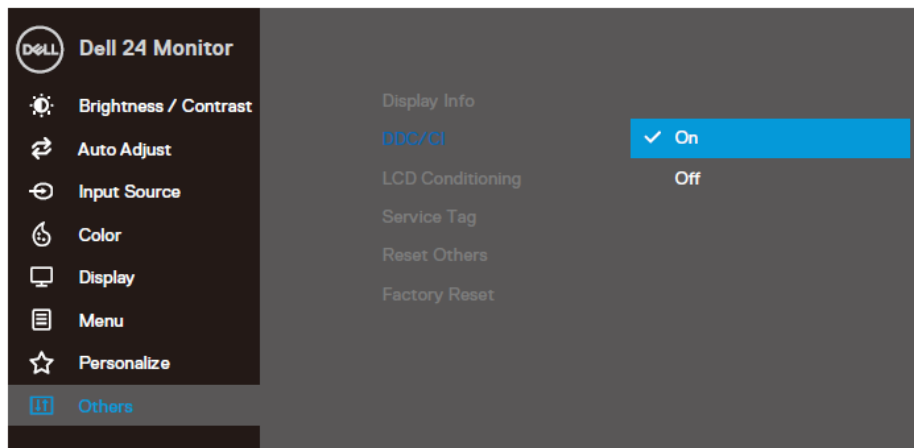 DELL
Dell 24 Monitor
Brightness / Contrast
Auto Adjust
Input Source
Color
Display
Menu
Personalize
Others
Display Info
DDC/CI
LCD Conditioning
Service Tag
Reset Others
Factory Reset
On
Off